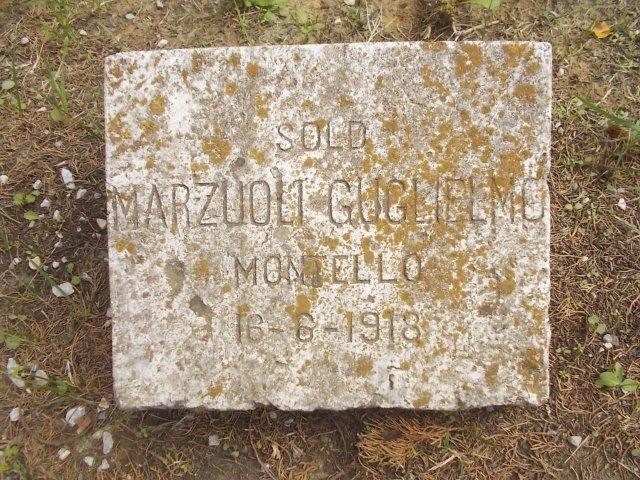 SOLD
MARZUOLI GUGLIELMO
MONTELLO
16-6-1918